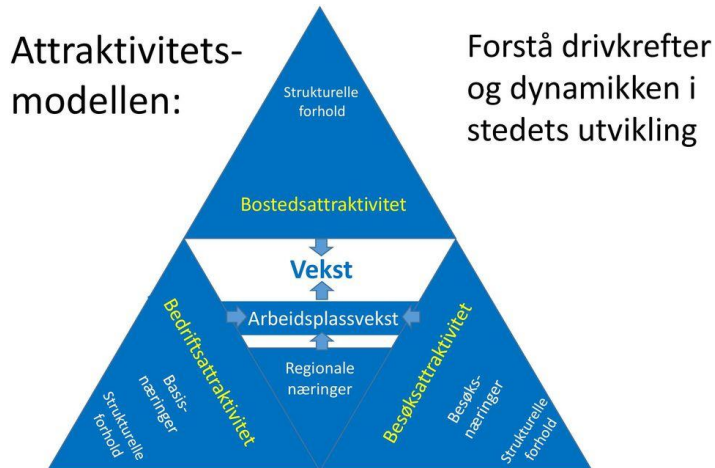 Attraktivitets-
modellen:
Forstå drivkrefter
og dynamikken i
stedets utvikling
Strukturelle
forhold
Bostedsattraktivitet
Vekst
Arbeidsplassvekst
Regionale
næringer
Bedriftsattraktivitet
Basis-
næringer
Strukturelle
forhold
Besøksattraktivitet
Besøks-
næringer
Strukturelle
forhold